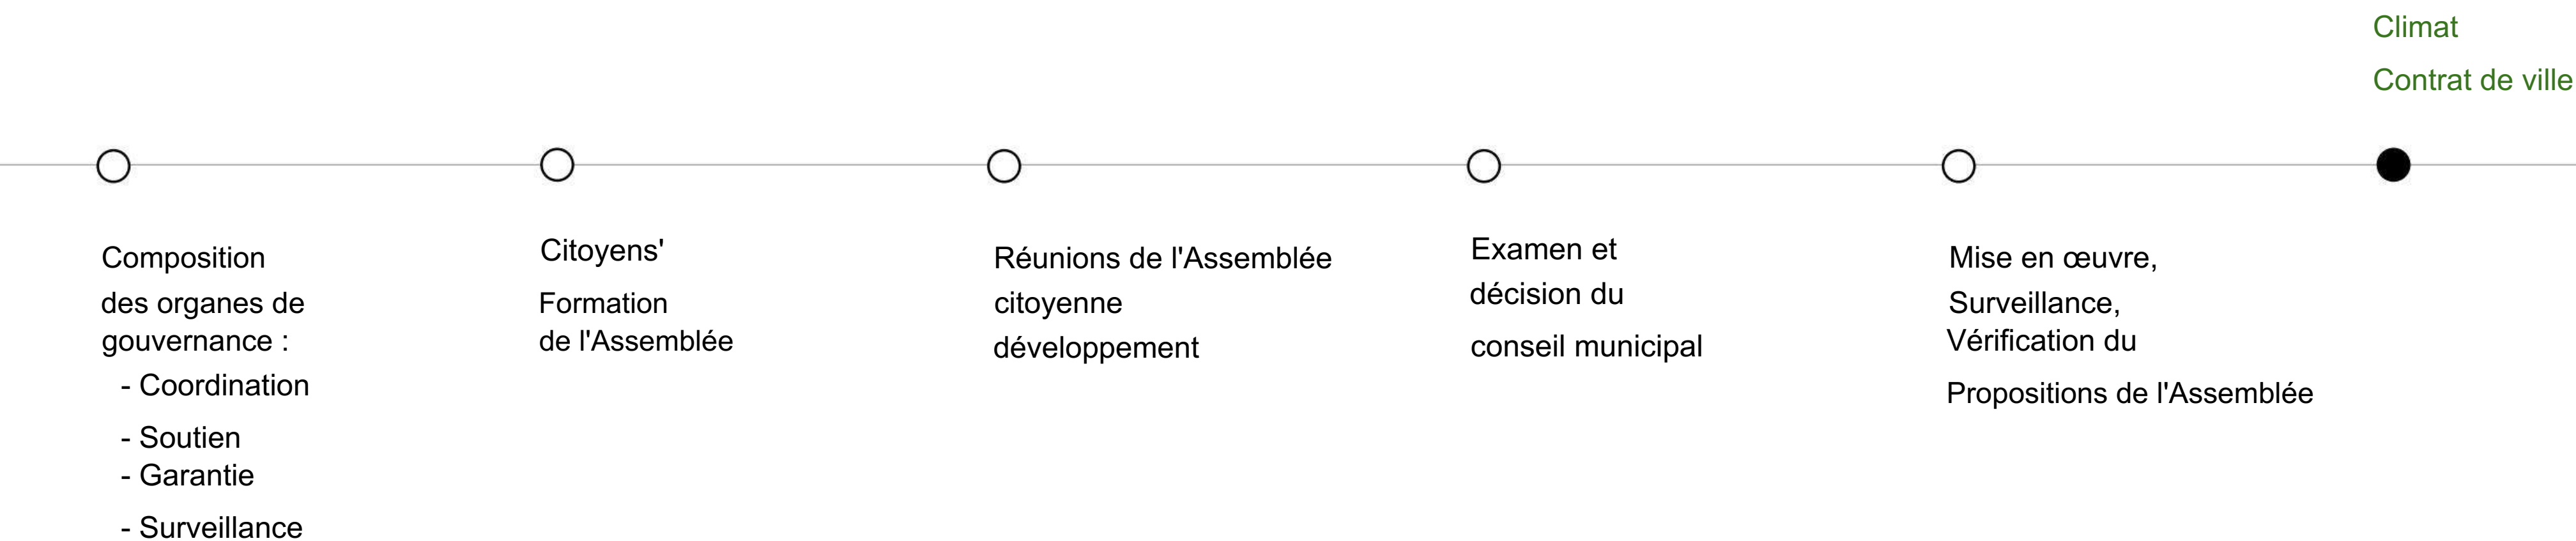 Climat
Contrat de ville
Composition
des organes de
gouvernance :
- Coordination
- Soutien
- Garantie
- Surveillance
Citoyens'
Formation
de l'Assemblée
Réunions de l'Assemblée
citoyenne
développement
Examen et
décision du
conseil municipal
Mise en œuvre,
Surveillance,
Vérification du
Propositions de l'Assemblée